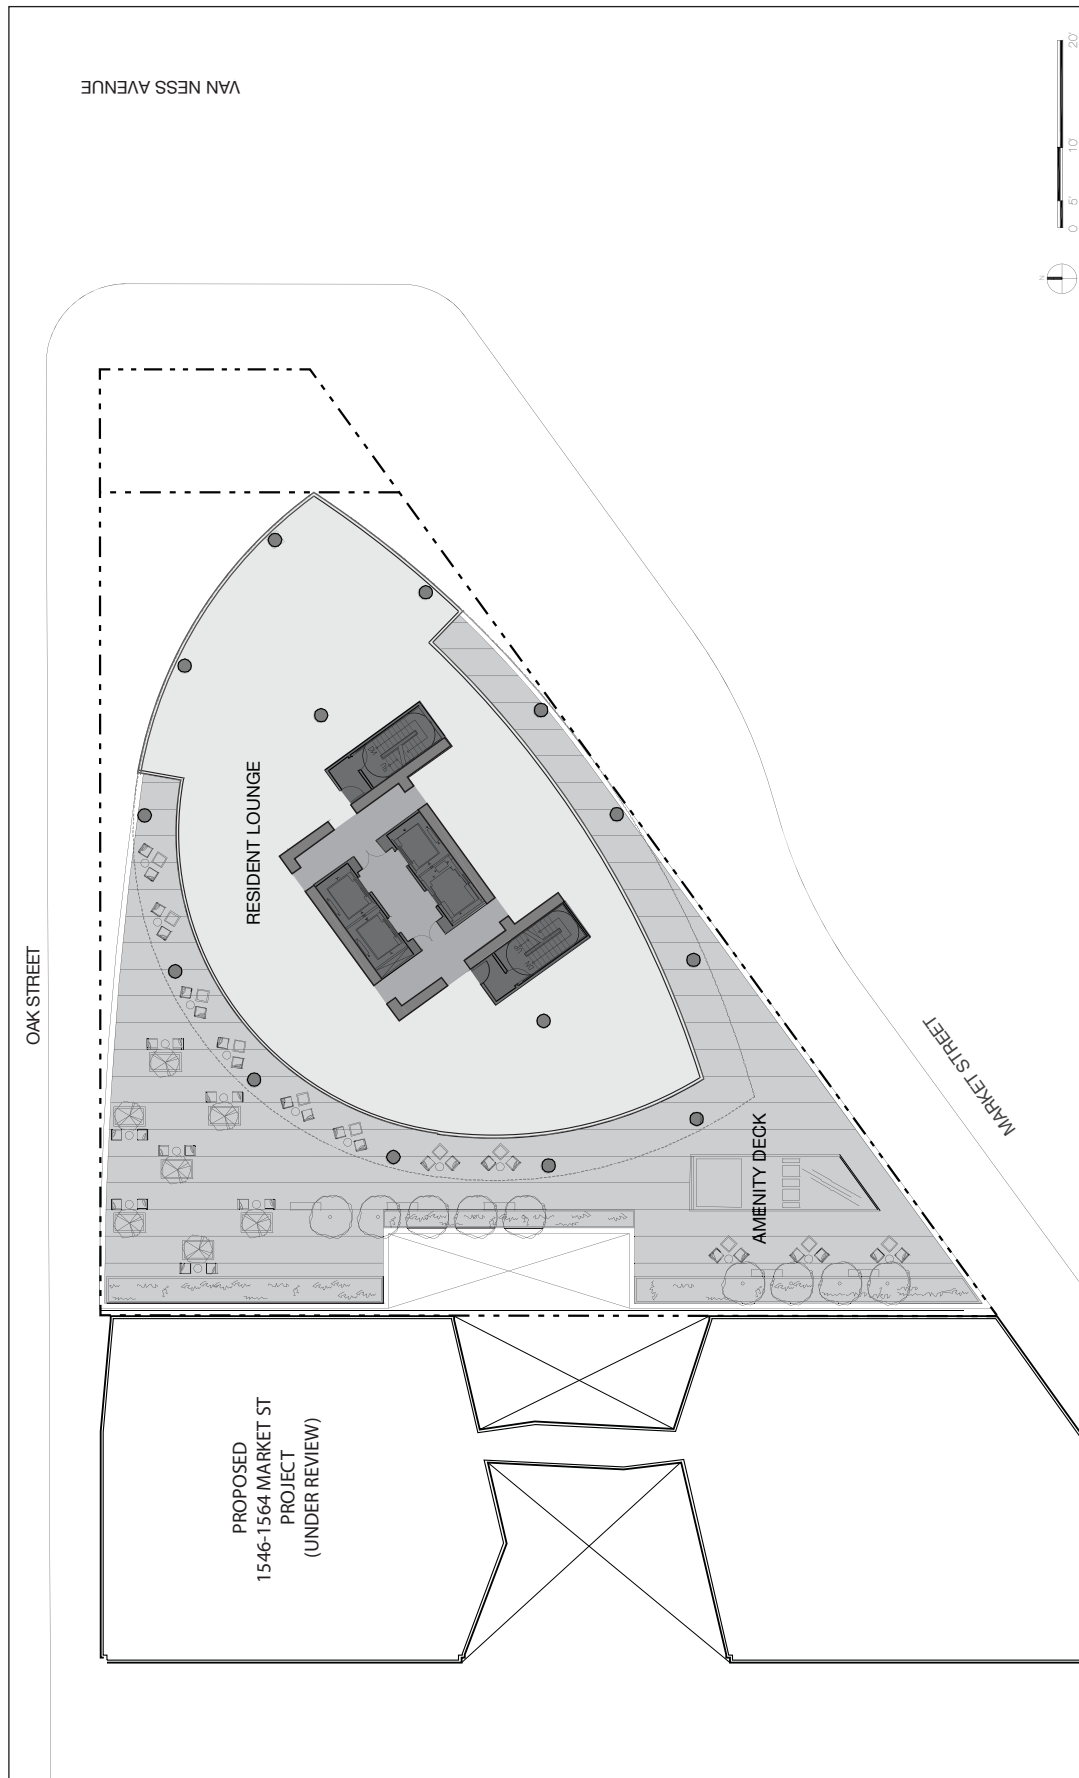 VAN NESS AVENUE
20'
10'
5'
0
N
OAK STREET
RESIDENT LOUNGE
MARKET STREET
AMENITY DECK
PROPOSED
1546-1564 MARKET ST
PROJECT
(UNDER REVIEW)